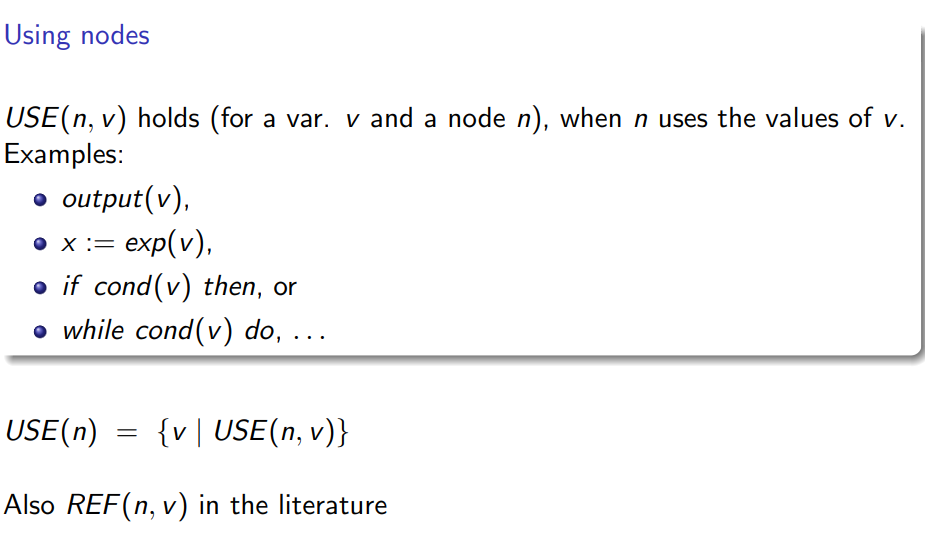 Using nodes
USE(n, v) holds (for a var. v and a node n), when n uses the values of v.
Examples:
output(v),
x := exp(v),
if cond(v) then, or
while cond(v) do, ...
USE(n) = {v | USE(n, v)}
Also REF(n, v) in the literature